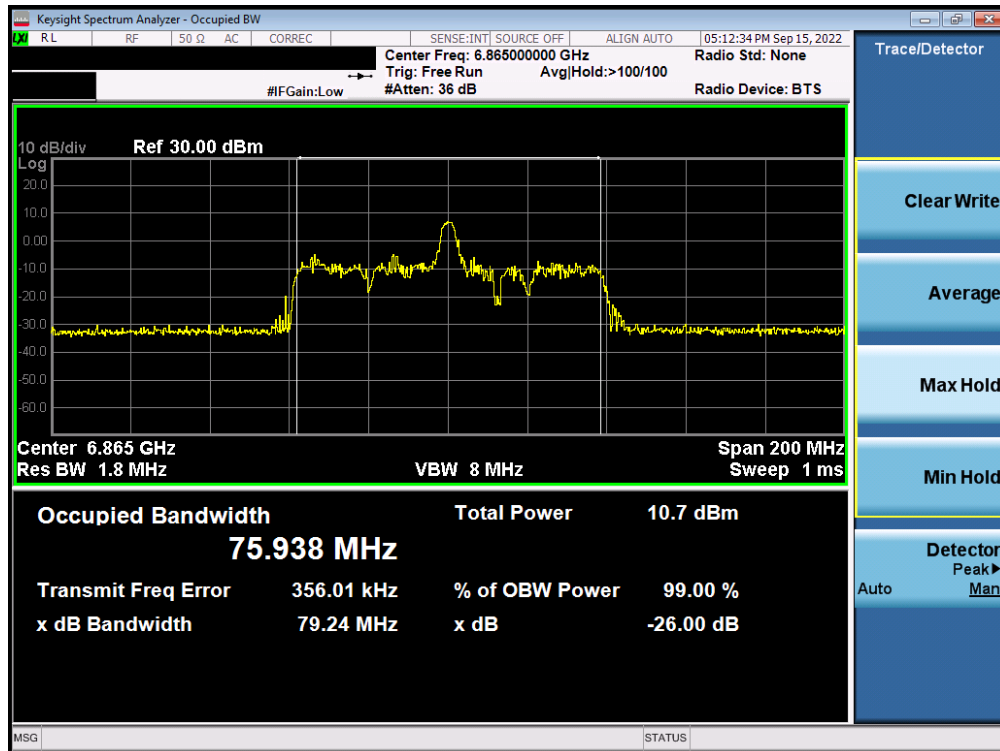 Keysight Spectrum Analyzer - Occupied BW
LXI RL RF 50 Ω AC CORREC SENSE:INT SOURCE OFF ALIGN AUTO 05:12:34 PM Sep 15, 2022
Center Freq: 6.865000000 GHz Radio Std: None
Trig: Free Run Avg|Hold:>100/100
#IFGain:Low #Atten: 36 dB Radio Device: BTS
Trace/Detector
10 dB/div Ref 30.00 dBm
Log
20.0
10.0
0.00
-10.0
-20.0
-30.0
-40.0
-50.0
-60.0
Center 6.865 GHz Span 200 MHz
Res BW 1.8 MHz VBW 8 MHz Sweep 1 ms
Occupied Bandwidth Total Power 10.7 dBm
75.938 MHz
Transmit Freq Error 356.01 kHz % of OBW Power 99.00 %
x dB Bandwidth 79.24 MHz x dB -26.00 dB
Clear Write
Average
Max Hold
Min Hold
Detector
Peak▶
Auto Man
MSG STATUS